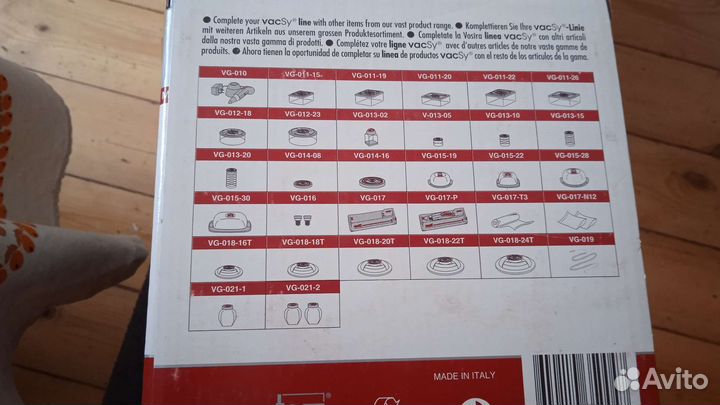 ● Complete your vacSy® line with other items from our vast product range. ● Komplettieren Sie Ihre vacSy®-Linie
mit weiteren Artikeln aus unserem grossen Produktesortiment. ● Completate la Vostra linea vacSy® con altri articoli
dalla nostra vasta gamma di prodotti. ● Complétez votre ligne vacSy® avec d'autres articles de notre vaste gamme de
produits. ● Ahora tienen la oportunidad de completar su linea de productos vacSy® con el resto de los artículos de la gama.
VG-010 VG-011-15 VG-011-19 VG-011-20 VG-011-22 VG-011-26
VG-012-18 VG-012-23 VG-013-02 V-013-05 VG-013-10 VG-013-15
VG-013-20 VG-014-08 VG-014-16 VG-015-19 VG-015-22 VG-015-28
VG-015-30 VG-016 VG-017 VG-017-P VG-017-T3 VG-017-N12
VG-018-16T VG-018-18T VG-018-20T VG-018-22T VG-018-24T VG-019
VG-021-1 VG-021-2
MADE IN ITALY
Avito